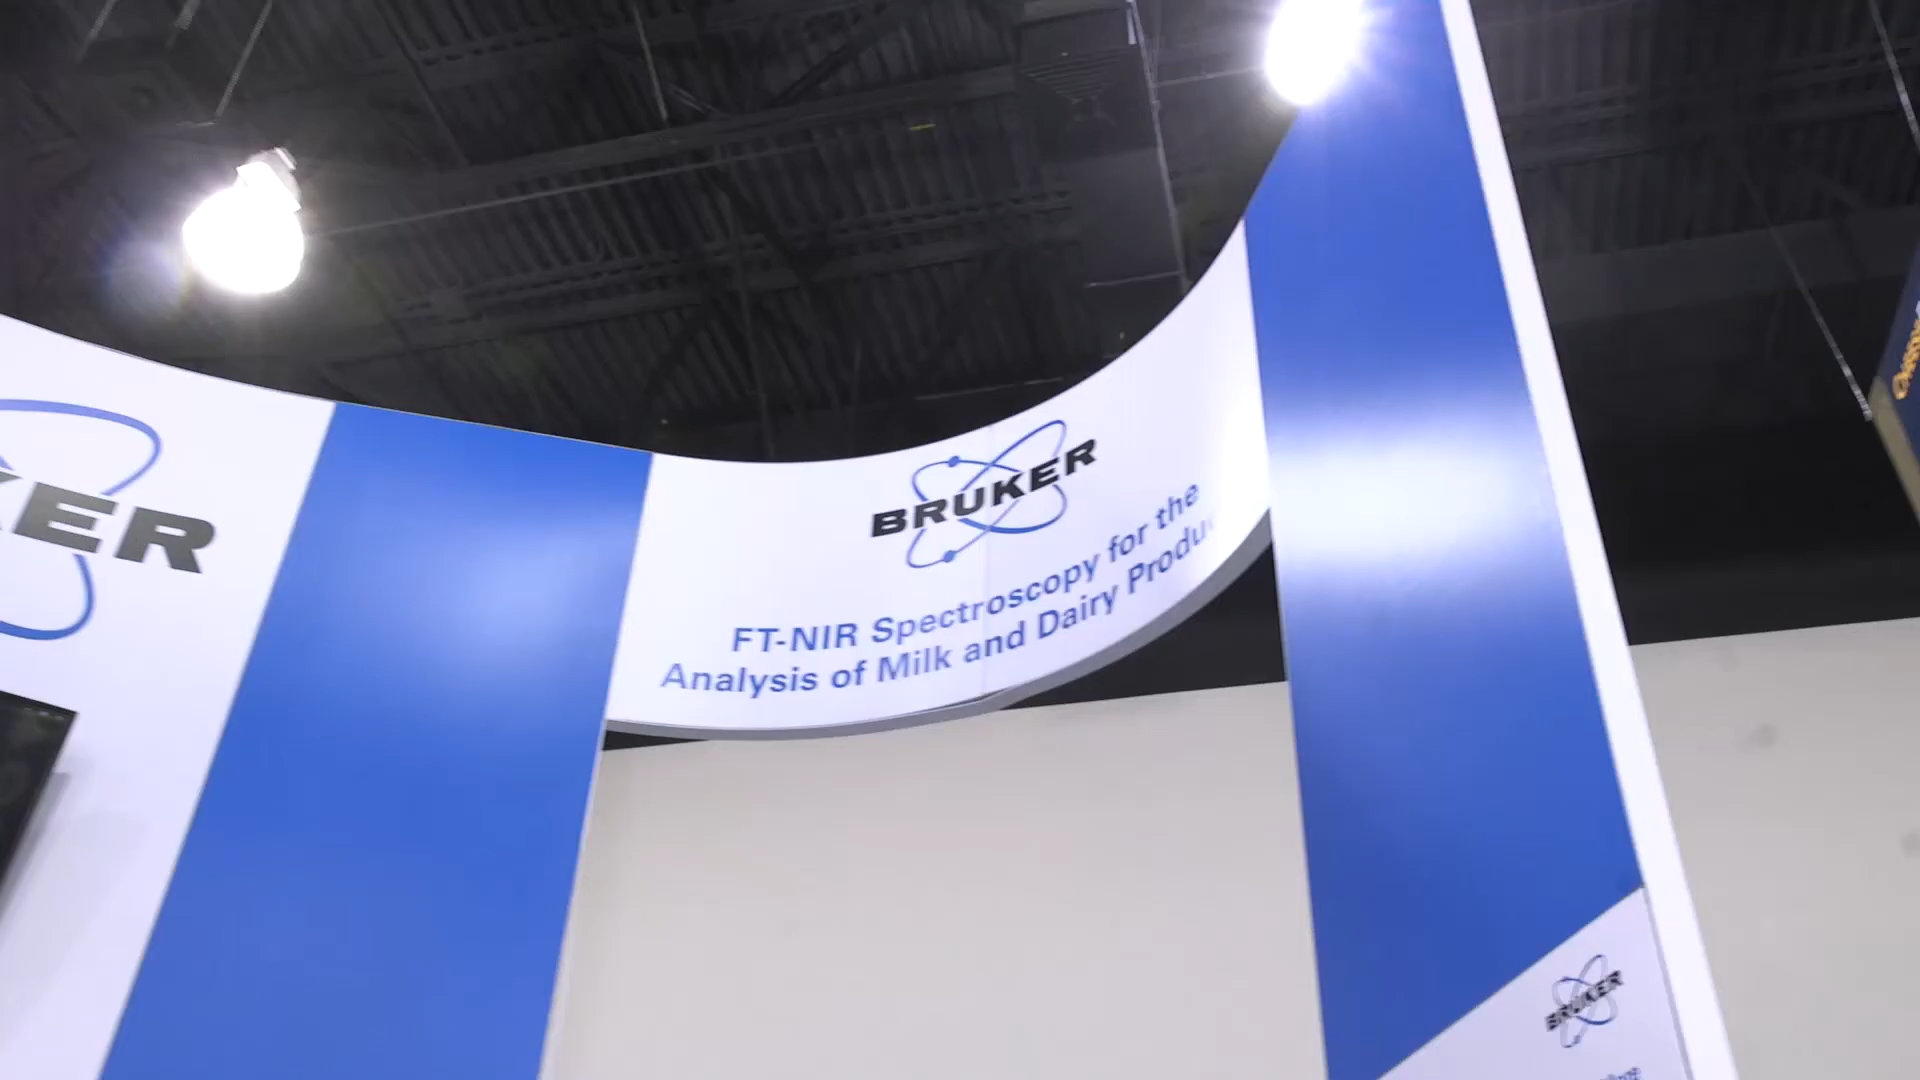 KER
BRUKER
FT-NIR Spectroscopy for the
Analysis of Milk and Dairy
BRUKER